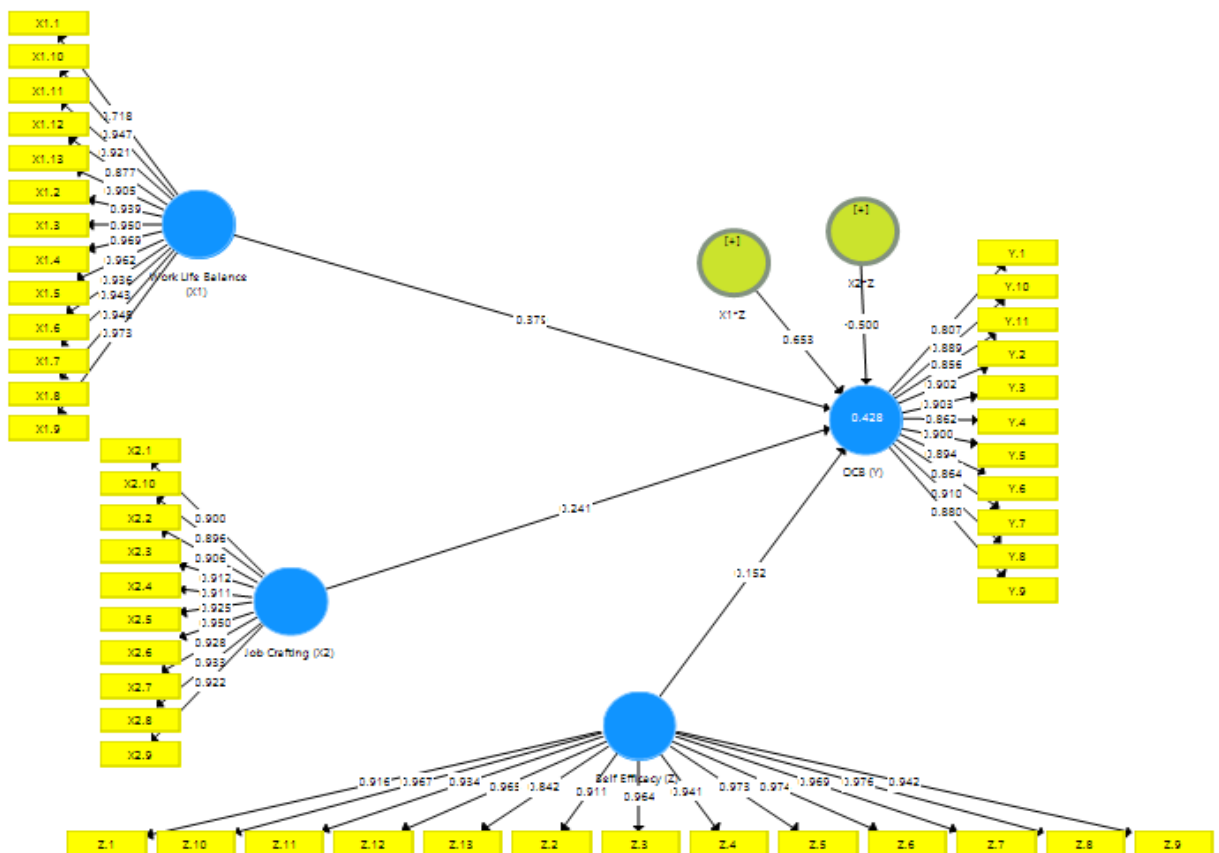 X1.1
X1.10
X1.11
X1.12
X1.13
X1.2
X1.3
X1.4
X1.5
X1.6
X1.7
X1.8
X1.9
0.718
0.947
0.921
0.877
0.905
0.939
0.950
0.969
0.962
0.936
0.943
0.973
Work Life Balance
(X1)
[+]
X1*Z
[+]
X2*Z
0.653
-0.500
0.241
0.152
0.428
OCB (Y)
Y.1
Y.10
Y.11
Y.2
Y.3
Y.4
Y.5
Y.6
Y.7
Y.8
Y.9
0.807
0.889
0.856
0.902
0.903
0.862
0.900
0.894
0.864
0.910
0.880
X2.1
X2.10
X2.2
X2.3
X2.4
X2.5
X2.6
X2.7
X2.8
X2.9
0.900
0.896
0.906
0.912
0.911
0.925
0.950
0.928
0.933
0.922
Job Crafting (X2)
Self Efficacy (Z)
0.916
0.967
0.934
0.842
0.911
0.964
0.941
0.973
0.974
0.969
0.976
0.942
Z.1
Z.10
Z.11
Z.12
Z.13
Z.2
Z.3
Z.4
Z.5
Z.6
Z.7
Z.8
Z.9